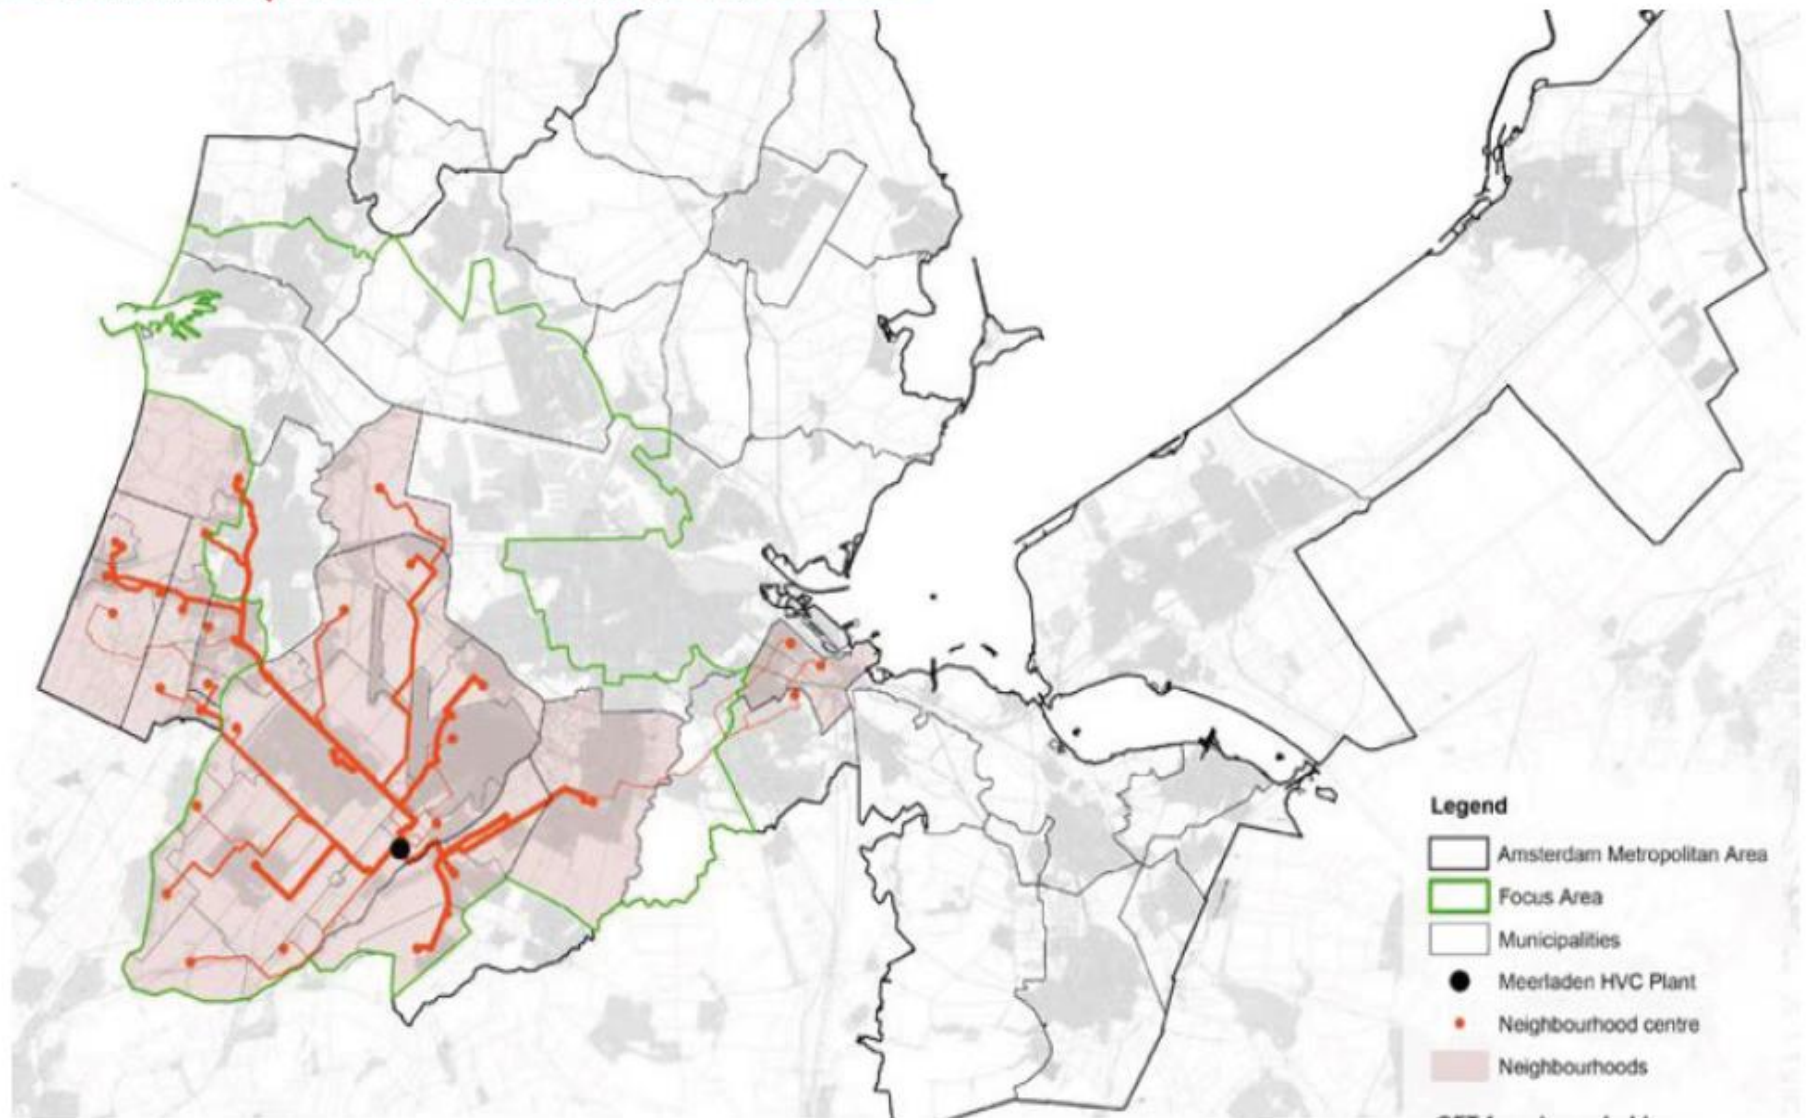 Legend
Amsterdam Metropolitan Area
Focus Area
Municipalities
Meerladen HVC Plant
Neighbourhood centre
Neighbourhoods